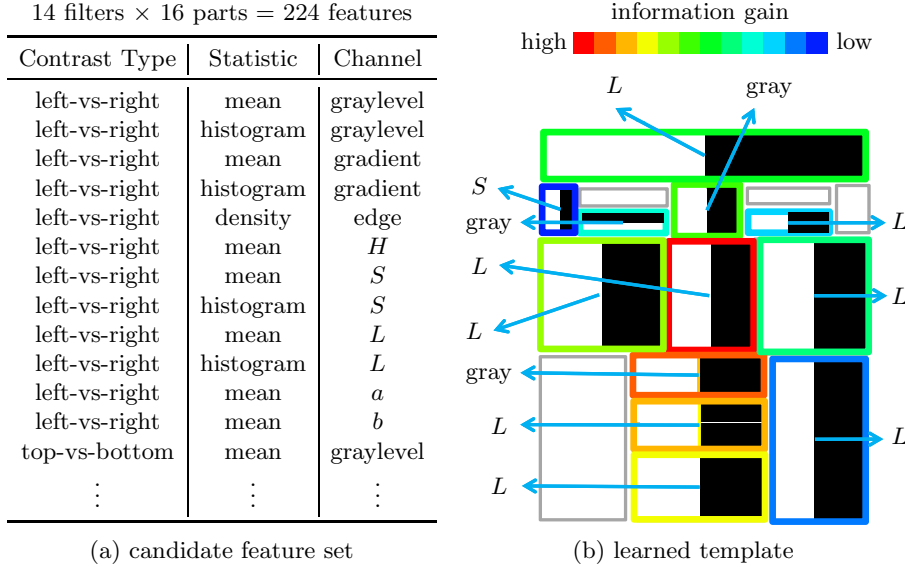 14 filters × 16 parts = 224 features
Contrast Type Statistic Channel
left-vs-right mean graylevel
left-vs-right histogram graylevel
left-vs-right mean gradient
left-vs-right histogram gradient
left-vs-right density edge
left-vs-right mean H
left-vs-right mean S
left-vs-right histogram S
left-vs-right mean L
left-vs-right histogram L
left-vs-right mean a
left-vs-right mean b
top-vs-bottom mean graylevel
⋮ ⋮ ⋮
(a) candidate feature set
information gain
high low
L gray
S
gray L
L
L
L
gray
L
L
L
(b) learned template